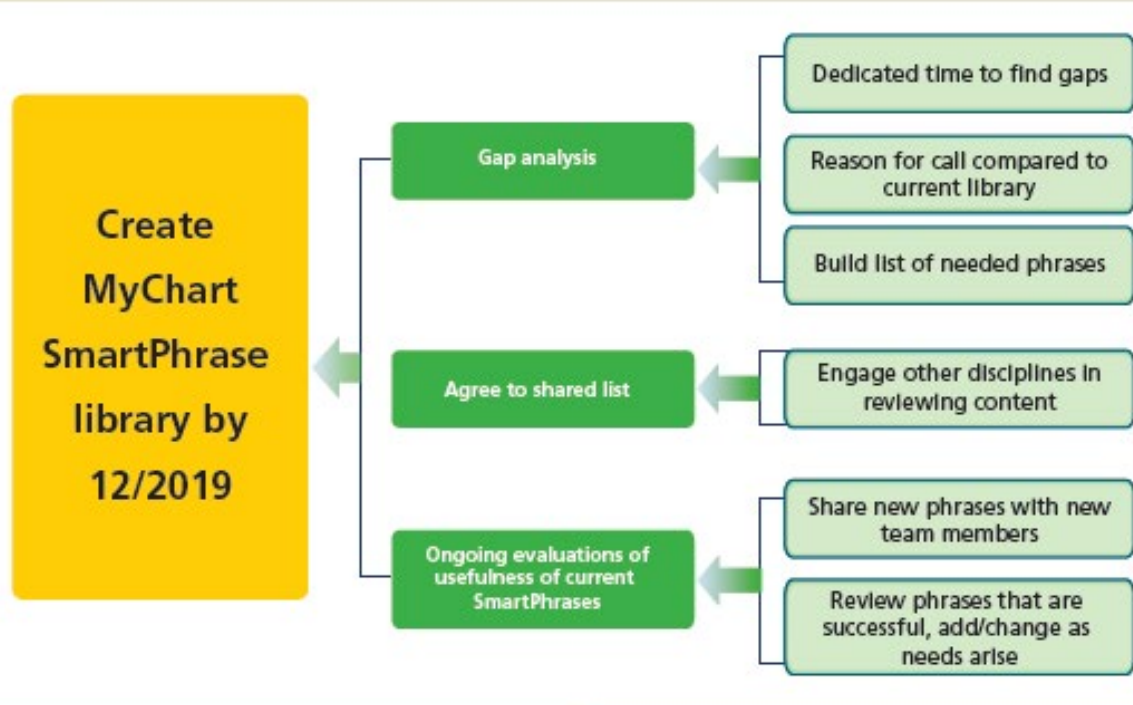 Create
MyChart
SmartPhrase
library by
12/2019
Gap analysis
Dedicated time to find gaps
Reason for call compared to
current library
Build list of needed phrases
Agree to shared list
Engage other disciplines in
reviewing content
Ongoing evaluations of
usefulness of current
SmartPhrases
Share new phrases with new
team members
Review phrases that are
successful, add/change as
needs arise